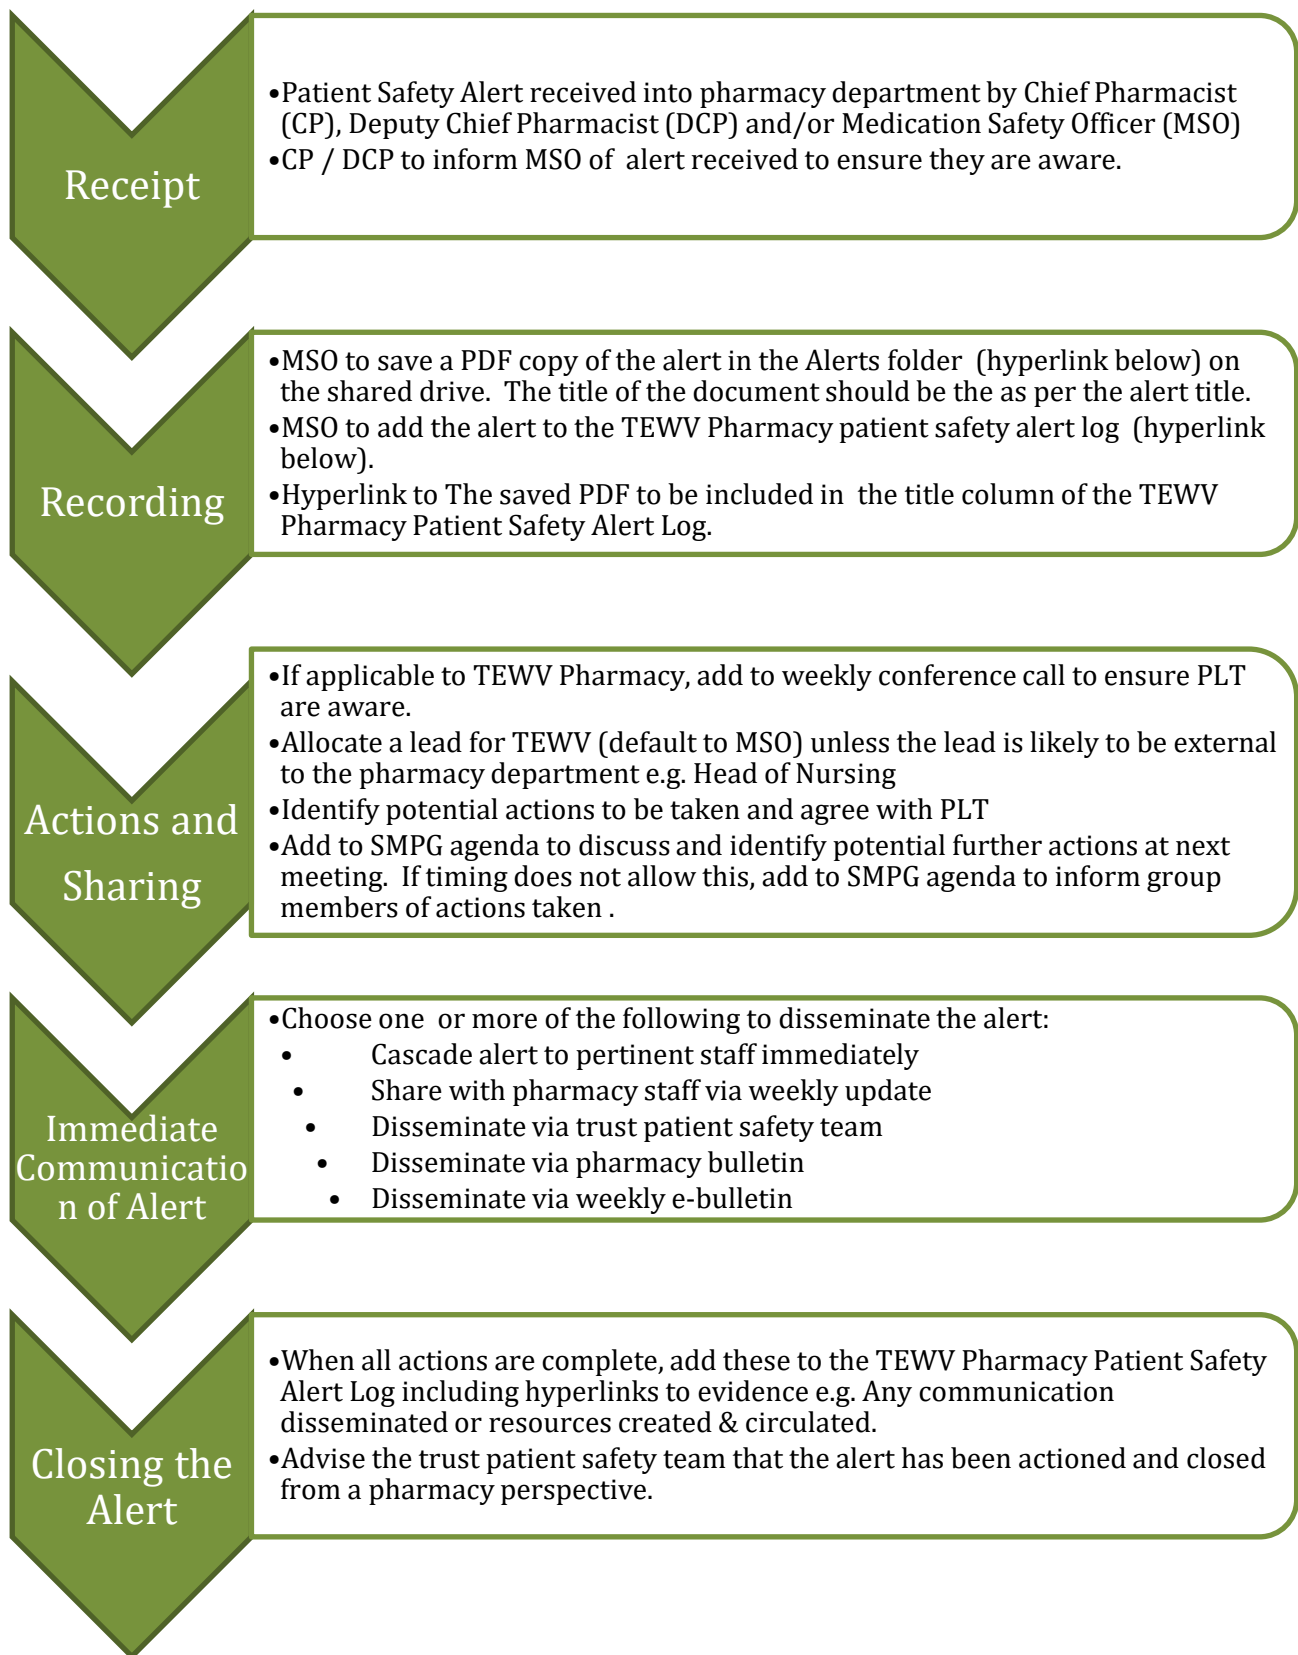 Receipt
•Patient Safety Alert received into pharmacy department by Chief Pharmacist
(CP), Deputy Chief Pharmacist (DCP) and/or Medication Safety Officer (MSO)
•CP / DCP to inform MSO of alert received to ensure they are aware.
Recording
•MSO to save a PDF copy of the alert in the Alerts folder (hyperlink below) on
the shared drive. The title of the document should be the as per the alert title.
•MSO to add the alert to the TEWV Pharmacy patient safety alert log (hyperlink
below).
•Hyperlink to The saved PDF to be included in the title column of the TEWV
Pharmacy Patient Safety Alert Log.
Actions and
Sharing
•If applicable to TEWV Pharmacy, add to weekly conference call to ensure PLT
are aware.
•Allocate a lead for TEWV (default to MSO) unless the lead is likely to be external
to the pharmacy department e.g. Head of Nursing
•Identify potential actions to be taken and agree with PLT
•Add to SMPG agenda to discuss and identify potential further actions at next
meeting. If timing does not allow this, add to SMPG agenda to inform group
members of actions taken .
Immediate
Communicatio
n of Alert
•Choose one or more of the following to disseminate the alert:
• Cascade alert to pertinent staff immediately
• Share with pharmacy staff via weekly update
• Disseminate via trust patient safety team
• Disseminate via pharmacy bulletin
• Disseminate via weekly e-bulletin
Closing the
Alert
•When all actions are complete, add these to the TEWV Pharmacy Patient Safety
Alert Log including hyperlinks to evidence e.g. Any communication
disseminated or resources created & circulated.
•Advise the trust patient safety team that the alert has been actioned and closed
from a pharmacy perspective.